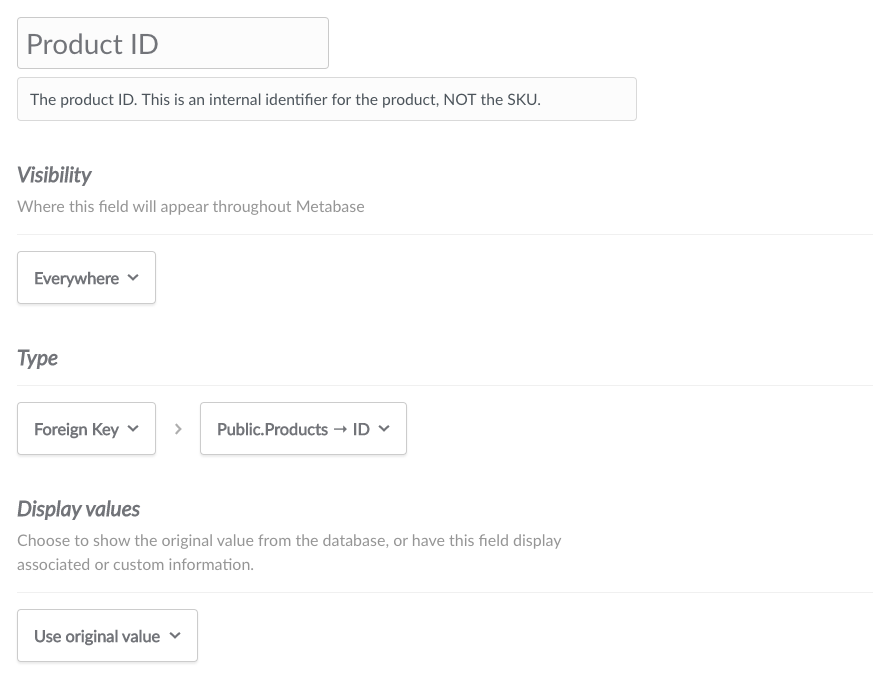 Product ID
The product ID. This is an internal identifier for the product, NOT the SKU.
Visibility
Where this field will appear throughout Metabase
Everywhere
Type
Foreign Key
Public.Products → ID
Display values
Choose to show the original value from the database, or have this field display
associated or custom information.
Use original value